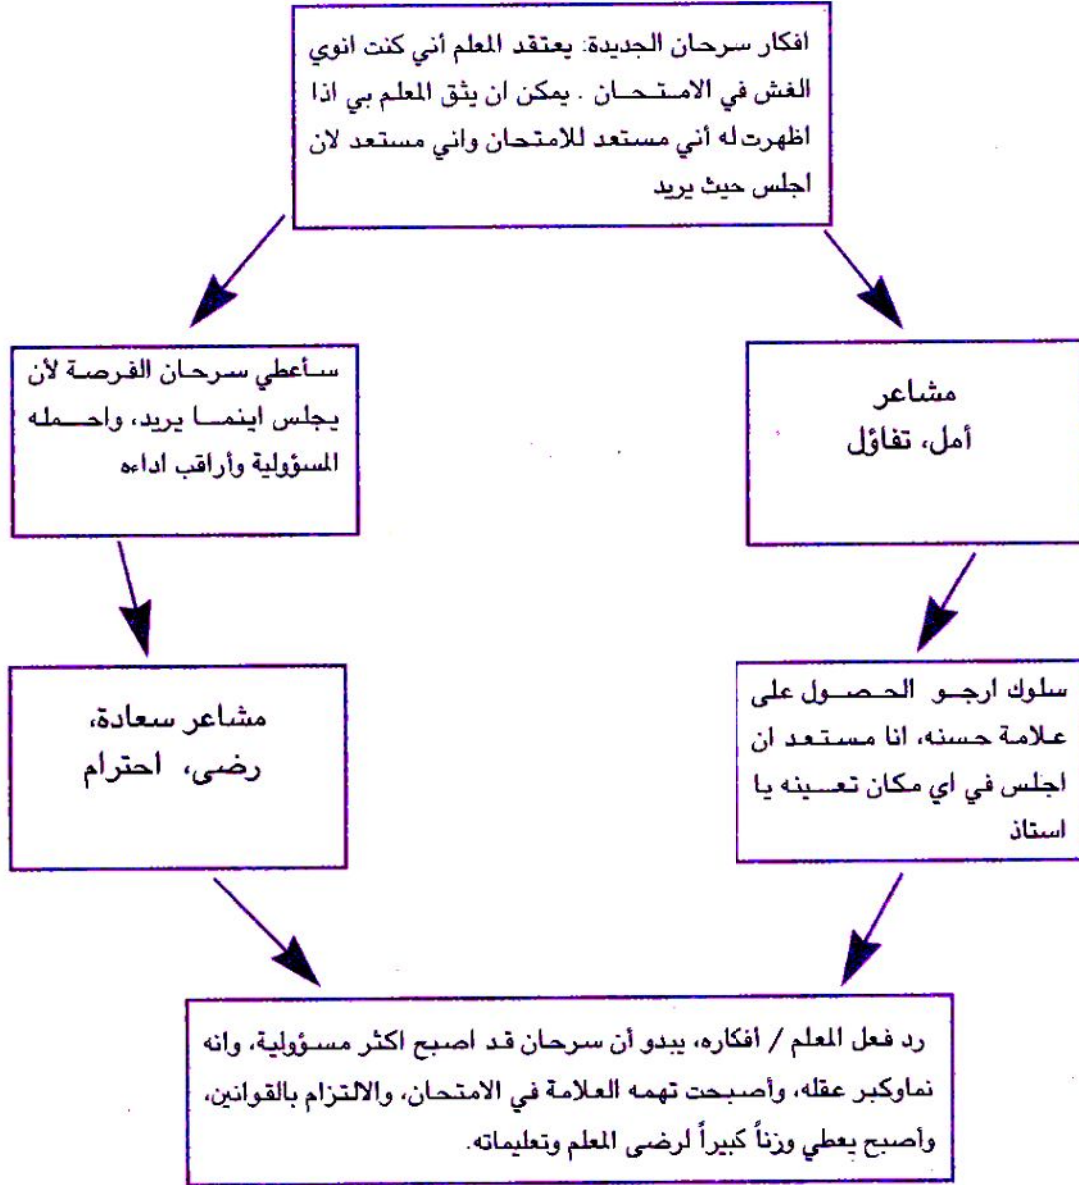 افكار سرحان الجديدة: يعتقد المعلم أني كنت انوي
الغش في الامتحان . يمكن ان يثق المعلم بي اذا
اظهرت له أني مستعد للامتحان واني مستعد لان
اجلس حيث يريد
مشاعر
أمل، تفاؤل
سلوك ارجو الحصول على
علامة حسنه، انا مستعد ان
اجلس في اي مكان تعينه يا
استاذ
سأعطي سرحان الفرصة لأن
يجلس اينما يريد، واحمله
المسؤولية وأراقب اداءه
مشاعر سعادة،
رضى، احترام
رد فعل المعلم / أفكاره، يبدو أن سرحان قد اصبح اكثر مسؤولية، وانه
نماوكبر عقله، وأصبحت تهمه العلامة في الامتحان، والالتزام بالقوانين،
وأصبح يعطي وزناً كبيراً لرضى المعلم وتعليماته.